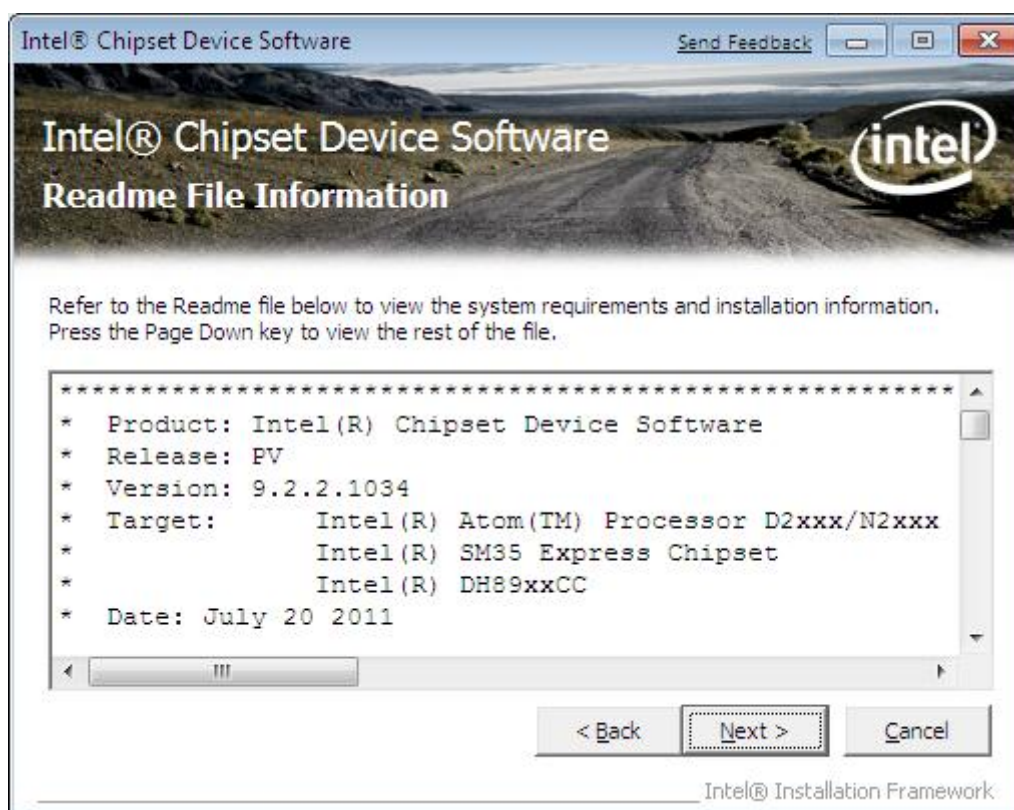 Intel® Chipset Device Software
Send Feedback
Intel® Chipset Device Software
intel
Readme File Information
Refer to the Readme file below to view the system requirements and installation information.
Press the Page Down key to view the rest of the file.
********************************************************
* Product: Intel(R) Chipset Device Software
* Release: PV
* Version: 9.2.2.1034
* Target: Intel(R) Atom(TM) Processor D2xxx/N2xxx
* Intel(R) SM35 Express Chipset
* Intel(R) DH89xxCC
* Date: July 20 2011
< Back
Next >
Cancel
Intel® Installation Framework